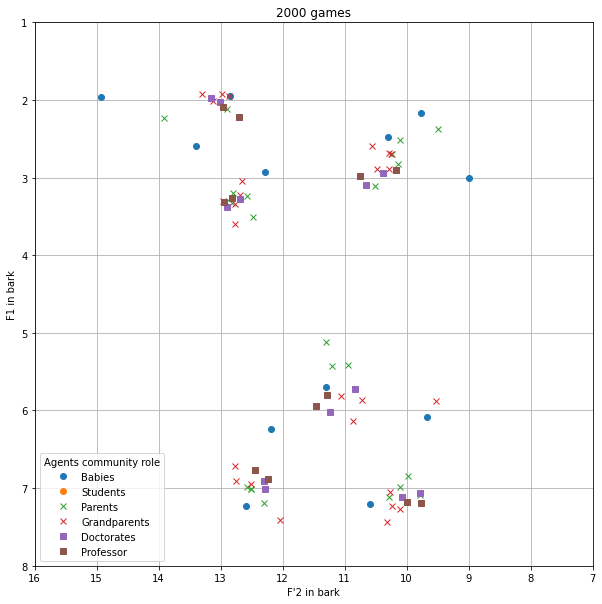 2000 games
1
2
3
4
5
6
7
8
F1 in bark
Agents community role
Babies
Students
Parents
Grandparents
Doctorates
Professor
16 15 14 13 12 11 10 9 8 7
F'2 in bark